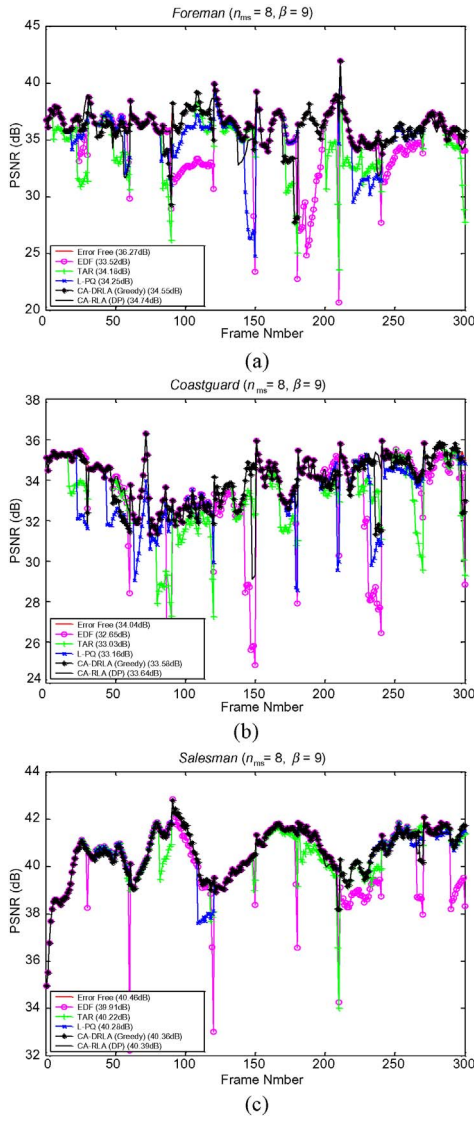 Foreman (nms = 8, β = 9)
45
40
35
30
25
20
PSNR (dB)
Error Free (36.27dB)
EDF (33.52dB)
TAR (34.16dB)
L-PQ (34.25dB)
CA-DRLA (Greedy) (34.55dB)
CA-RLA (DP) (34.74dB)
0 50 100 150 200 250 300
Frame Nmber
(a)
Coastguard (nms = 8, β = 9)
38
36
34
32
30
28
26
24
PSNR (dB)
Error Free (34.04dB)
EDF (32.65dB)
TAR (33.03dB)
L-PQ (33.16dB)
CA-DRLA (Greedy) (33.58dB)
CA-RLA (DP) (33.64dB)
0 50 100 150 200 250 300
Frame Nmber
(b)
Salesman (nms = 8, β = 9)
44
42
40
38
36
34
32
PSNR (dB)
Error Free (40.46dB)
EDF (39.91dB)
TAR (40.22dB)
L-PQ (40.28dB)
CA-DRLA (Greedy) (40.36dB)
CA-RLA (DP) (40.39dB)
0 50 100 150 200 250 300
Frame Nmber
(c)